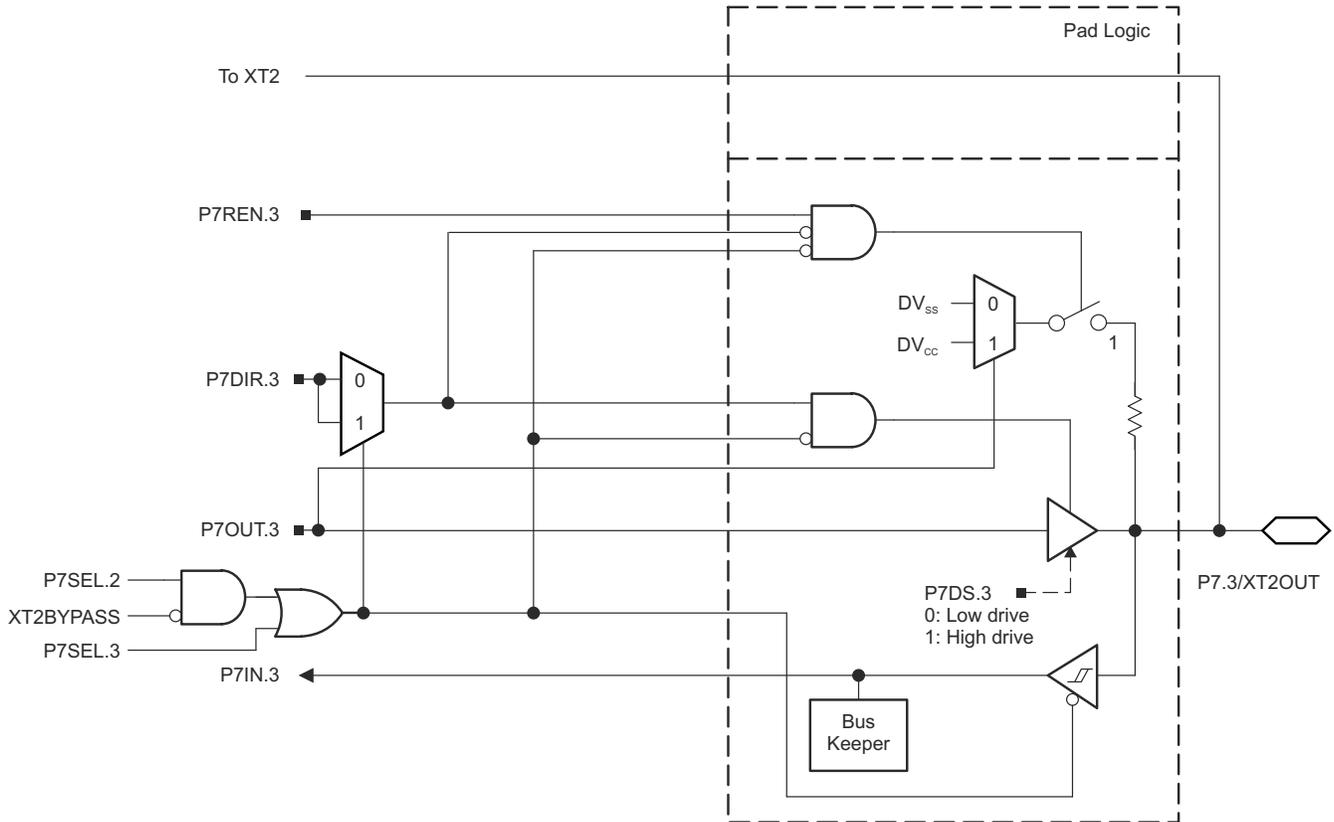 Pad Logic
To XT2
P7REN.3
DVSS
0
DVCC
1
1
P7DIR.3
0
1
P7OUT.3
P7SEL.2
XT2BYPASS
P7SEL.3
P7DS.3
0: Low drive
1: High drive
P7.3/XT2OUT
P7IN.3
Bus
Keeper